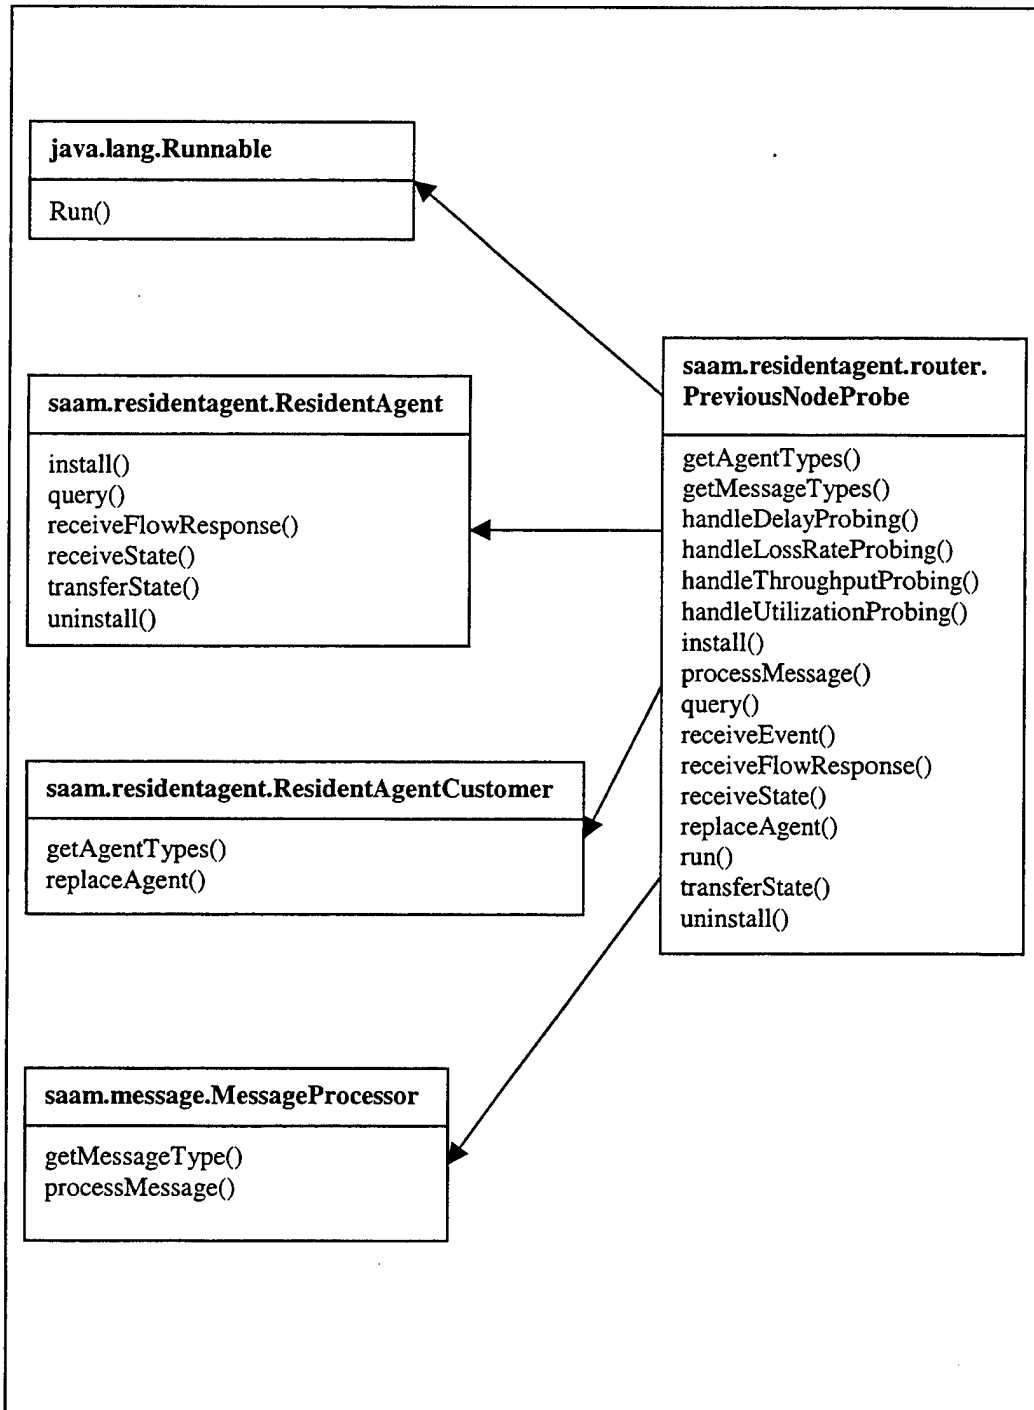 java.lang.Runnable
Run()
saam.residentagent.ResidentAgent
install()
query()
receiveFlowResponse()
receiveState()
transferState()
uninstall()
saam.residentagent.ResidentAgentCustomer
getAgentTypes()
replaceAgent()
saam.message.MessageProcessor
getMessageType()
processMessage()
saam.residentagent.router.
PreviousNodeProbe
getAgentTypes()
getMessageTypes()
handleDelayProbing()
handleLossRateProbing()
handleThroughputProbing()
handleUtilizationProbing()
install()
processMessage()
query()
receiveEvent()
receiveFlowResponse()
receiveState()
replaceAgent()
run()
transferState()
uninstall()